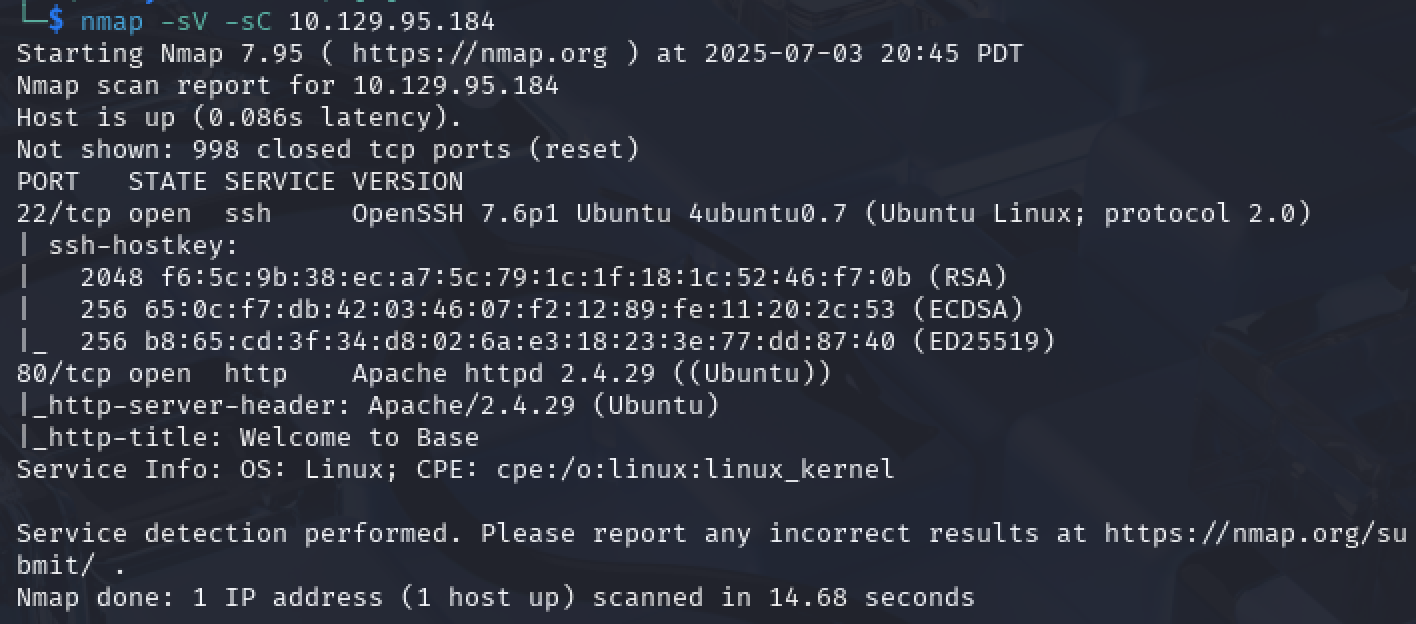 └─$ nmap -sV -sC 10.129.95.184
Starting Nmap 7.95 ( https://nmap.org ) at 2025-07-03 20:45 PDT
Nmap scan report for 10.129.95.184
Host is up (0.086s latency).
Not shown: 998 closed tcp ports (reset)
PORT   STATE SERVICE VERSION
22/tcp open  ssh     OpenSSH 7.6p1 Ubuntu 4ubuntu0.7 (Ubuntu Linux; protocol 2.0)
| ssh-hostkey:
|   2048 f6:5c:9b:38:ec:a7:5c:79:1c:1f:18:1c:52:46:f7:0b (RSA)
|   256 65:0c:f7:db:42:03:46:07:f2:12:89:fe:11:20:2c:53 (ECDSA)
|_  256 b8:65:cd:3f:34:d8:02:6a:e3:18:23:3e:77:dd:87:40 (ED25519)
80/tcp open  http    Apache httpd 2.4.29 ((Ubuntu))
|_http-server-header: Apache/2.4.29 (Ubuntu)
|_http-title: Welcome to Base
Service Info: OS: Linux; CPE: cpe:/o:linux:linux_kernel

Service detection performed. Please report any incorrect results at https://nmap.org/su
bmit/ .
Nmap done: 1 IP address (1 host up) scanned in 14.68 seconds